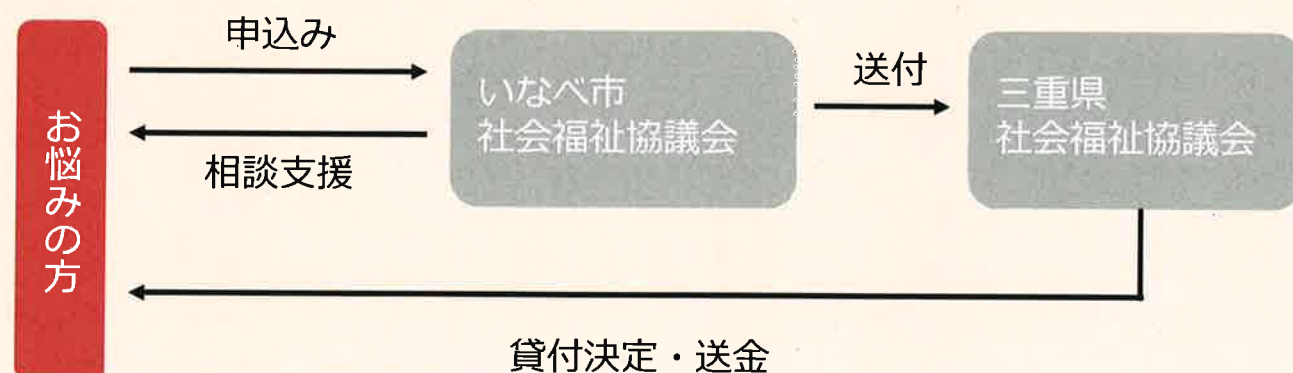 お悩みの方
申込み
相談支援
いなべ市
社会福祉協議会
送付
三重県
社会福祉協議会
貸付決定・送金